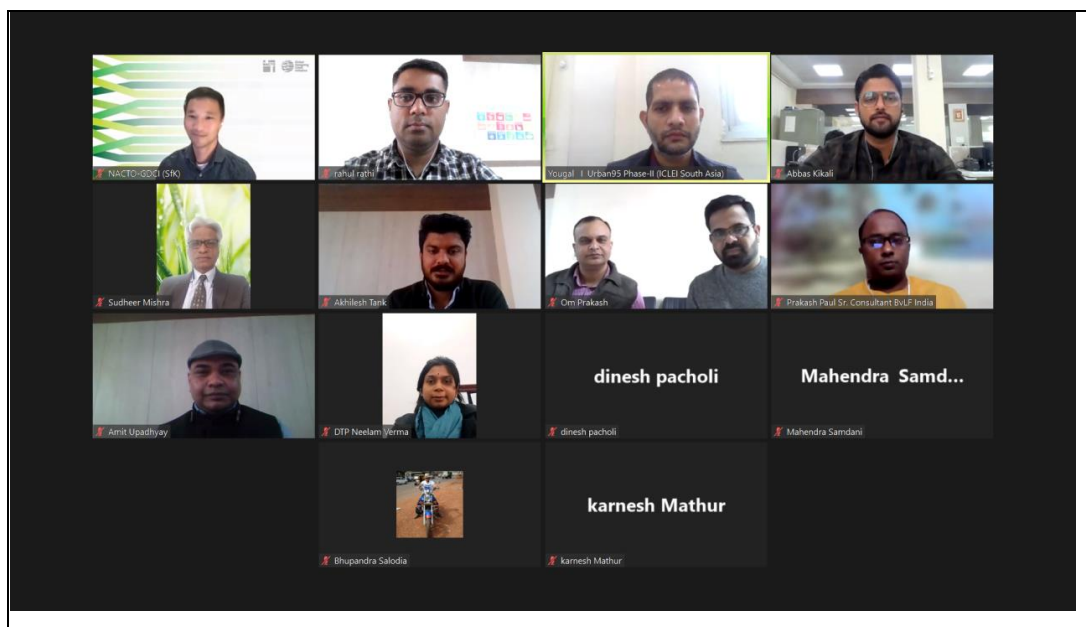 NACTO-GDCI (SfK)
rahul rathi
Yougal I Urban95 Phase-II (ICLEI South Asia)
Abbas Kikali
Sudheer Mishra
Akhilesh Tank
Om Prakash
Prakash Paul Sr. Consultant BvLF India
Amit Upadhyay
DTP Neelam Verma
dinesh pacholi
dinesh pacholi
Mahendra Samd...
Mahendra Samdani
Bhupandra Salodia
karnesh Mathur
karnesh Mathur